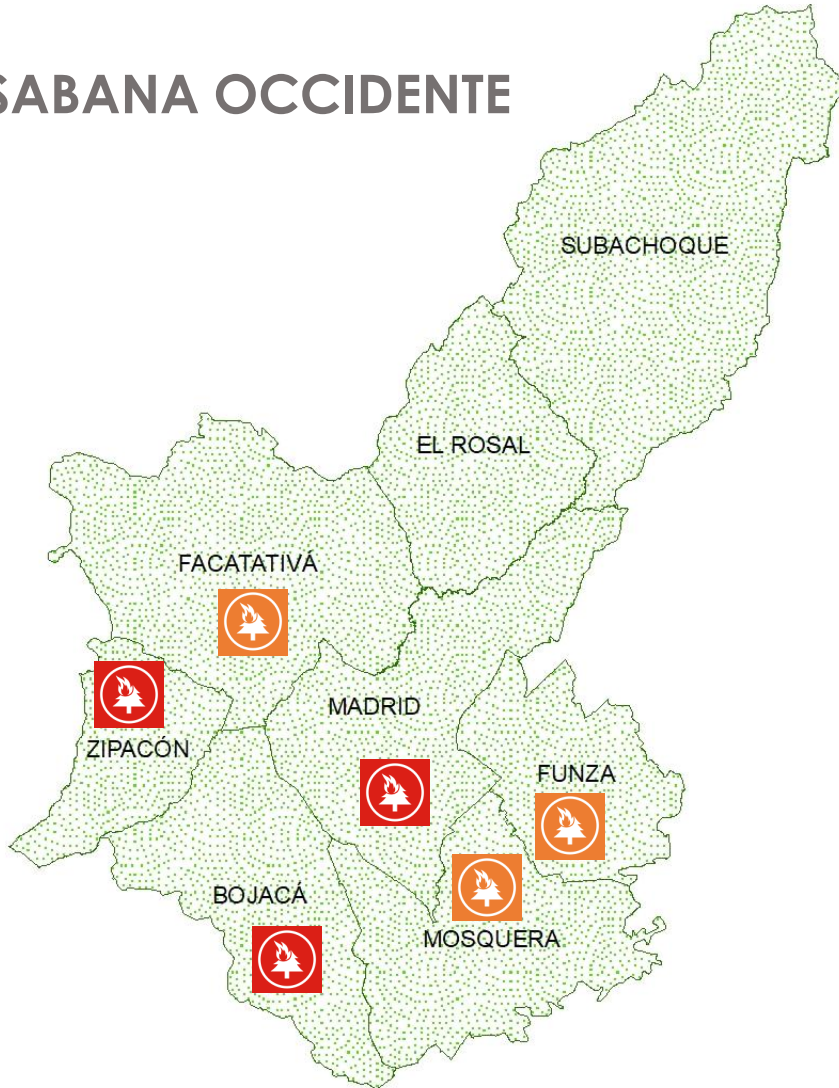 SABANA OCCIDENTE
SUBACHOQUE
EL ROSAL
FACATATIVÁ
MADRID
ZIPACÓN
FUNZA
BOJACÁ
MOSQUERA